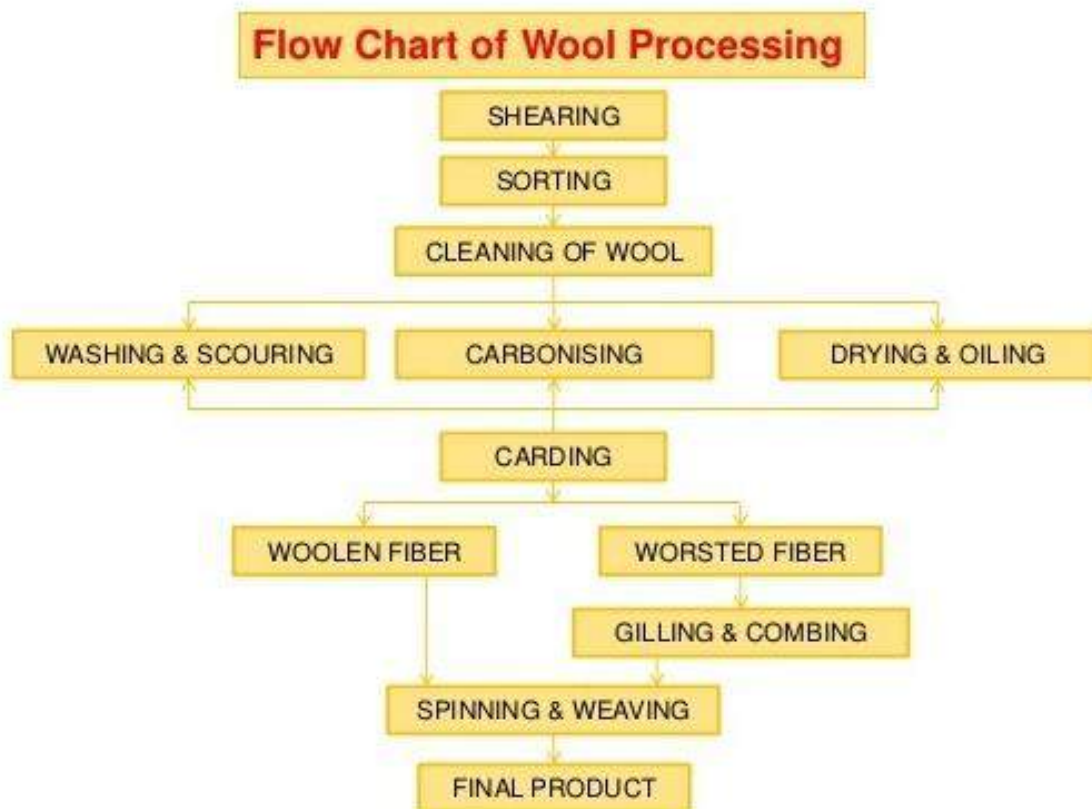 Flow Chart of Wool Processing
SHEARING
SORTING
CLEANING OF WOOL
WASHING & SCOURING
CARBONISING
DRYING & OILING
CARDING
WOOLEN FIBER
WORSTED FIBER
GILLING & COMBING
SPINNING & WEAVING
FINAL PRODUCT